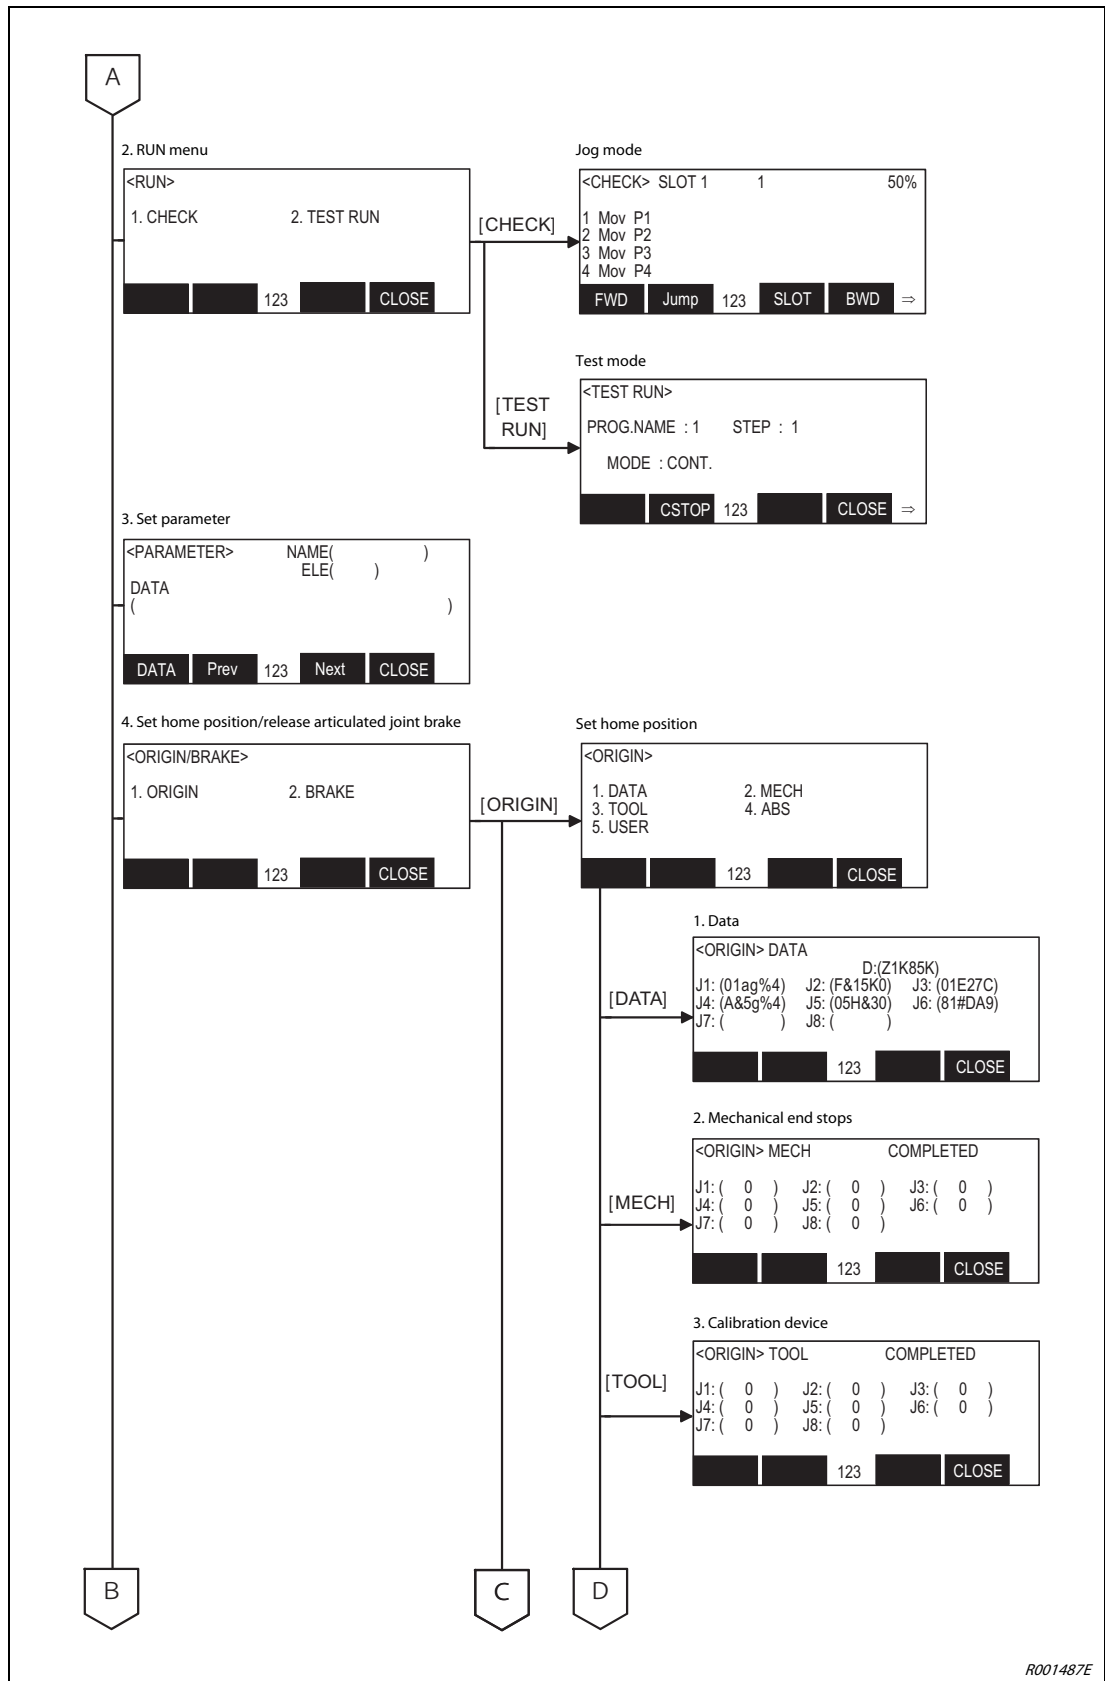 A
2. RUN menu
<RUN>
1. CHECK 2. TEST RUN
123 CLOSE
[CHECK]
Jog mode
<CHECK> SLOT 1 1 50%
1 Mov P1
2 Mov P2
3 Mov P3
4 Mov P4
FWD Jump 123 SLOT BWD ⇒
[TEST
RUN]
Test mode
<TEST RUN>
PROG.NAME : 1 STEP : 1
MODE : CONT.
CSTOP 123 CLOSE ⇒
3. Set parameter
<PARAMETER> NAME( )
ELE( )
DATA
( )
DATA Prev 123 Next CLOSE
4. Set home position/release articulated joint brake
<ORIGIN/BRAKE>
1. ORIGIN 2. BRAKE
123 CLOSE
[ORIGIN]
Set home position
<ORIGIN>
1. DATA 2. MECH
3. TOOL 4. ABS
5. USER
123 CLOSE
[DATA]
1. Data
<ORIGIN> DATA
D:(Z1K85K)
J1: (01ag%4) J2: (F&15K0) J3: (01E27C)
J4: (A&5g%4) J5: (05H&30) J6: (81#DA9)
J7: ( ) J8: ( )
123 CLOSE
[MECH]
2. Mechanical end stops
<ORIGIN> MECH COMPLETED
J1: ( 0 ) J2: ( 0 ) J3: ( 0 )
J4: ( 0 ) J5: ( 0 ) J6: ( 0 )
J7: ( 0 ) J8: ( 0 )
123 CLOSE
[TOOL]
3. Calibration device
<ORIGIN> TOOL COMPLETED
J1: ( 0 ) J2: ( 0 ) J3: ( 0 )
J4: ( 0 ) J5: ( 0 ) J6: ( 0 )
J7: ( 0 ) J8: ( 0 )
123 CLOSE
B C D
R001487E